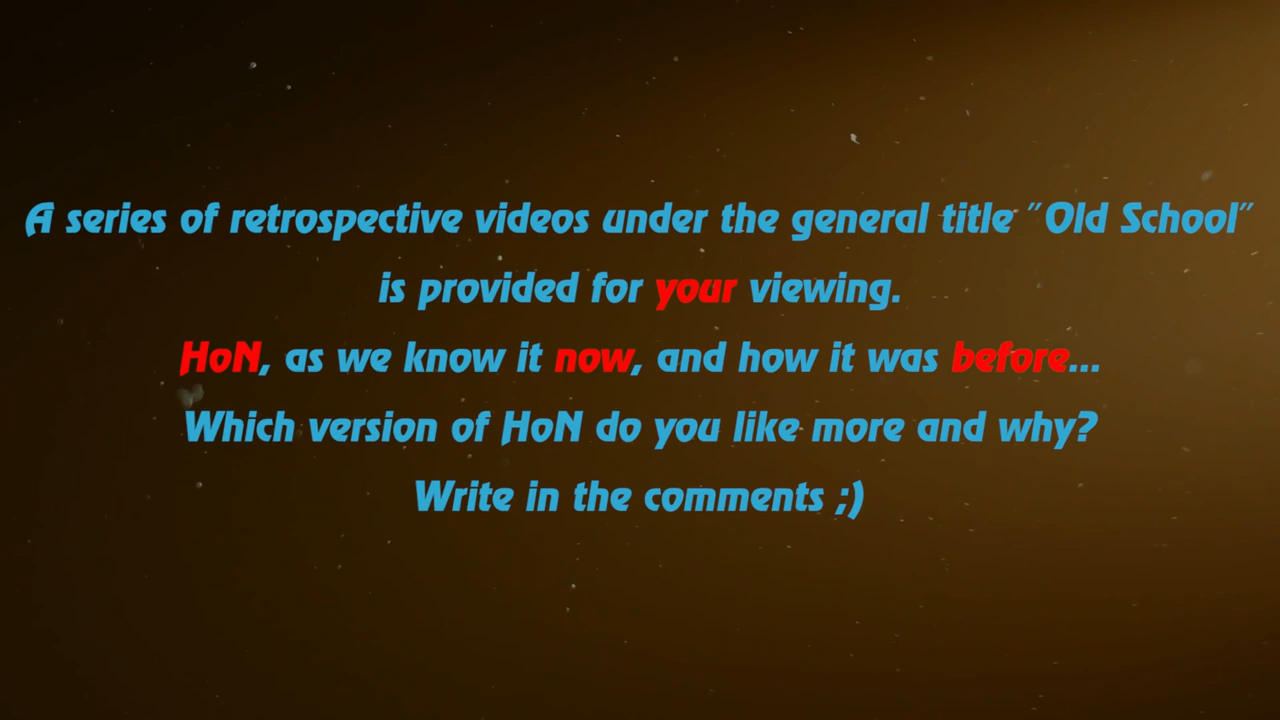 A series of retrospective videos under the general title "Old School"
is provided for your viewing.
HoN, as we know it now, and how it was before...
Which version of HoN do you like more and why?
Write in the comments ;)